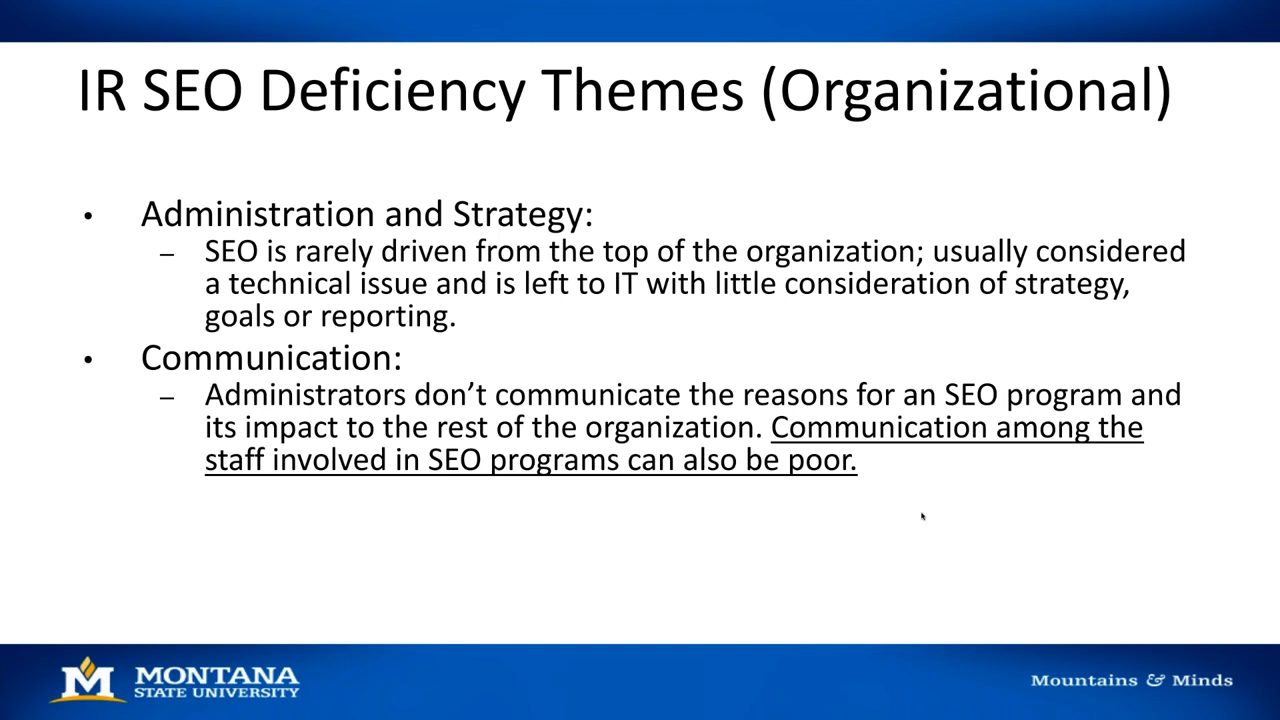 IR SEO Deficiency Themes (Organizational)
• Administration and Strategy:
– SEO is rarely driven from the top of the organization; usually considered
a technical issue and is left to IT with little consideration of strategy,
goals or reporting.
• Communication:
– Administrators don’t communicate the reasons for an SEO program and
its impact to the rest of the organization. Communication among the
staff involved in SEO programs can also be poor.
M MONTANA
STATE UNIVERSITY
Mountains & Minds